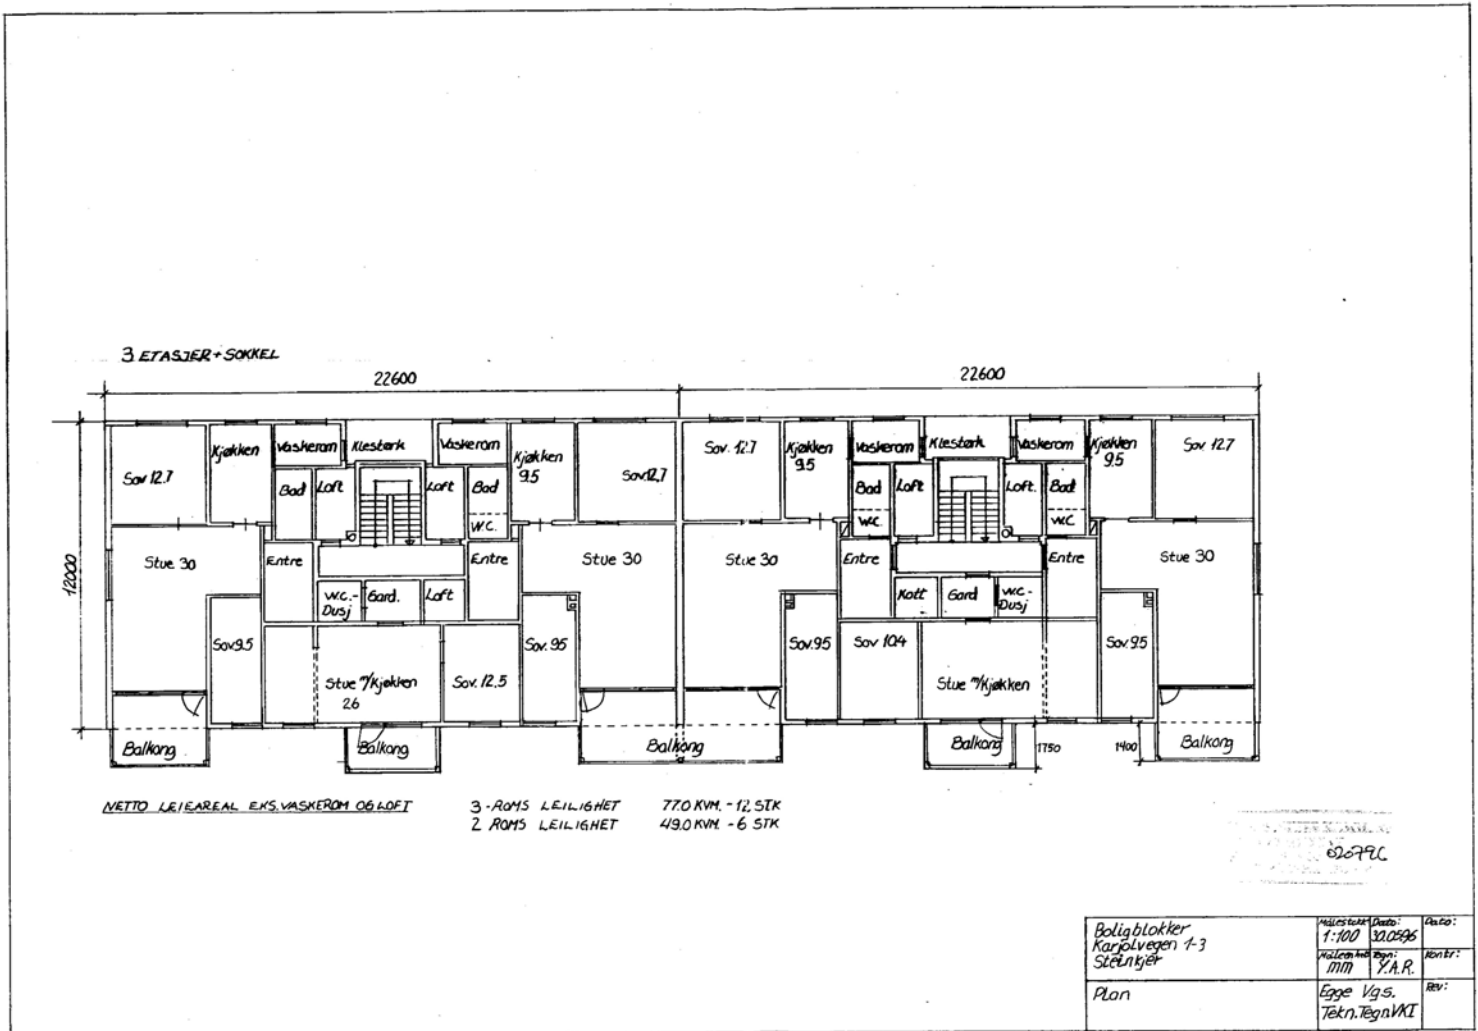 3 ETASJER + SOKKEL
22600
22600
12000
Sov 12.7
Kjøkken
Vaskerom
Klestørk
Vaskerom
Kjøkken
9.5
Sov 12,7
Bad
Loft
Loft
Bad
W.C.
Sov. 12.7
Kjøkken
9.5
Vaskerom
Klestørk
Vaskerom
Kjøkken
9.5
Sov. 12.7
Bad
W.C.
Loft
Loft.
Bad
W.C
Stue 30
Entre
Entre
Stue 30
Stue 30
Entre
Entre
Stue 30
W.C.-
Dusj
Gard.
Loft
Kott
Gard
W.C.-
Dusj
Sov 9.5
Stue m/Kjøkken
26
Sov. 12,5
Sov. 9.5
Sov 9.5
Sov 10.4
Stue m/Kjøkken
Sov 9.5
Balkong
Balkong
Balkong
Balkong
1750
1400
Balkong
NETTO LEIEAREAL EKS. VASKEROM OG LOFT
3-ROMS LEILIGHET 77.0 KVM. - 12 STK
2 ROMS LEILIGHET 49.0 KVM. - 6 STK
Boligblokker
Karjolvegen 1-3
Steinkjer
Målestokk
1:100
Dato:
30.05.96
Dato:
Måleenhet
mm
Tegn:
Y.A.R.
Kontr:
Plan
Egge Vgs.
Tekn.Tegn.VKI
Rev: